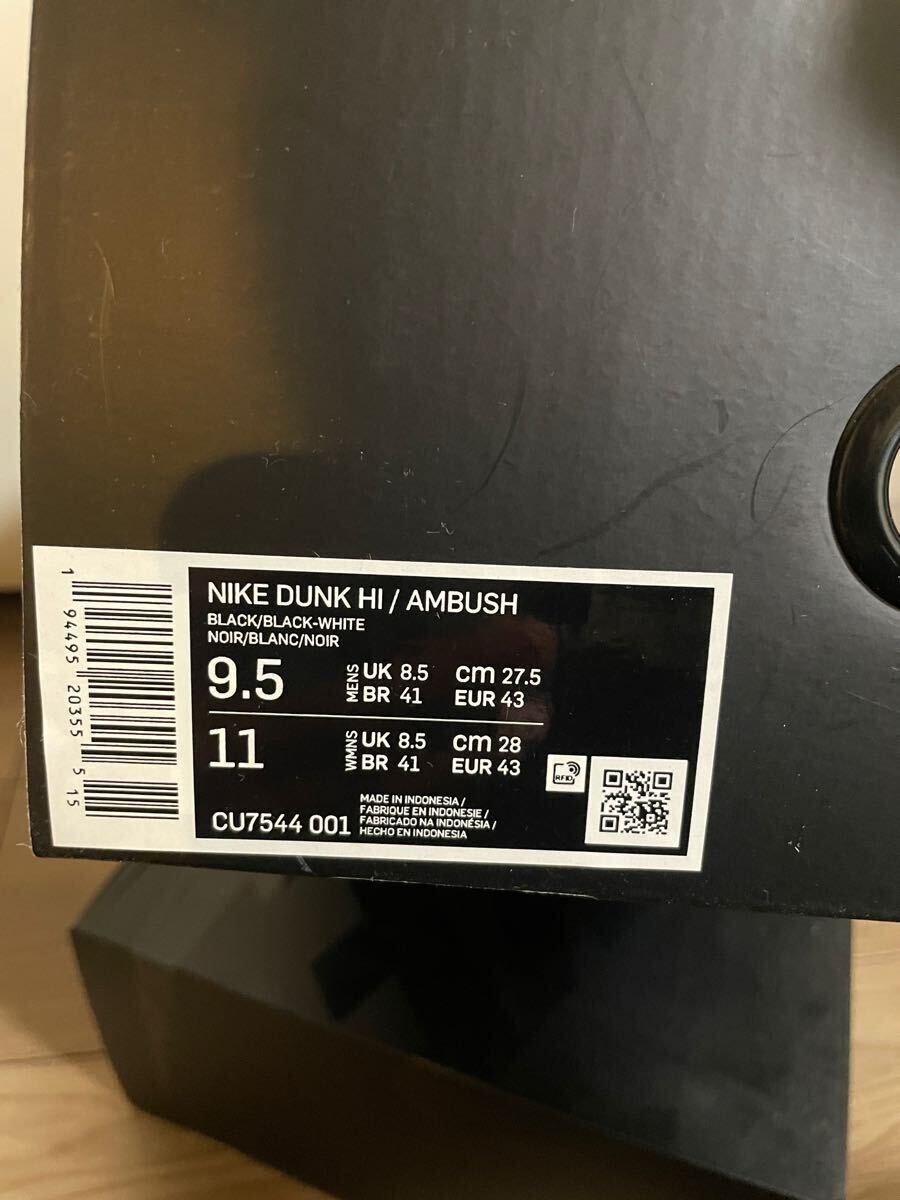 NIKE DUNK HI / AMBUSH
BLACK/BLACK-WHITE
NOIR/BLANC/NOIR
9.5 MENS UK 8.5 cm 27.5
BR 41 EUR 43
11 WMNS UK 8.5 cm 28
BR 41 EUR 43
RFID
CU7544 001
MADE IN INDONESIA /
FABRIQUE EN INDONESIE /
FABRICADO NA INDONÉSIA /
HECHO EN INDONESIA
1 94495 20355 5 15